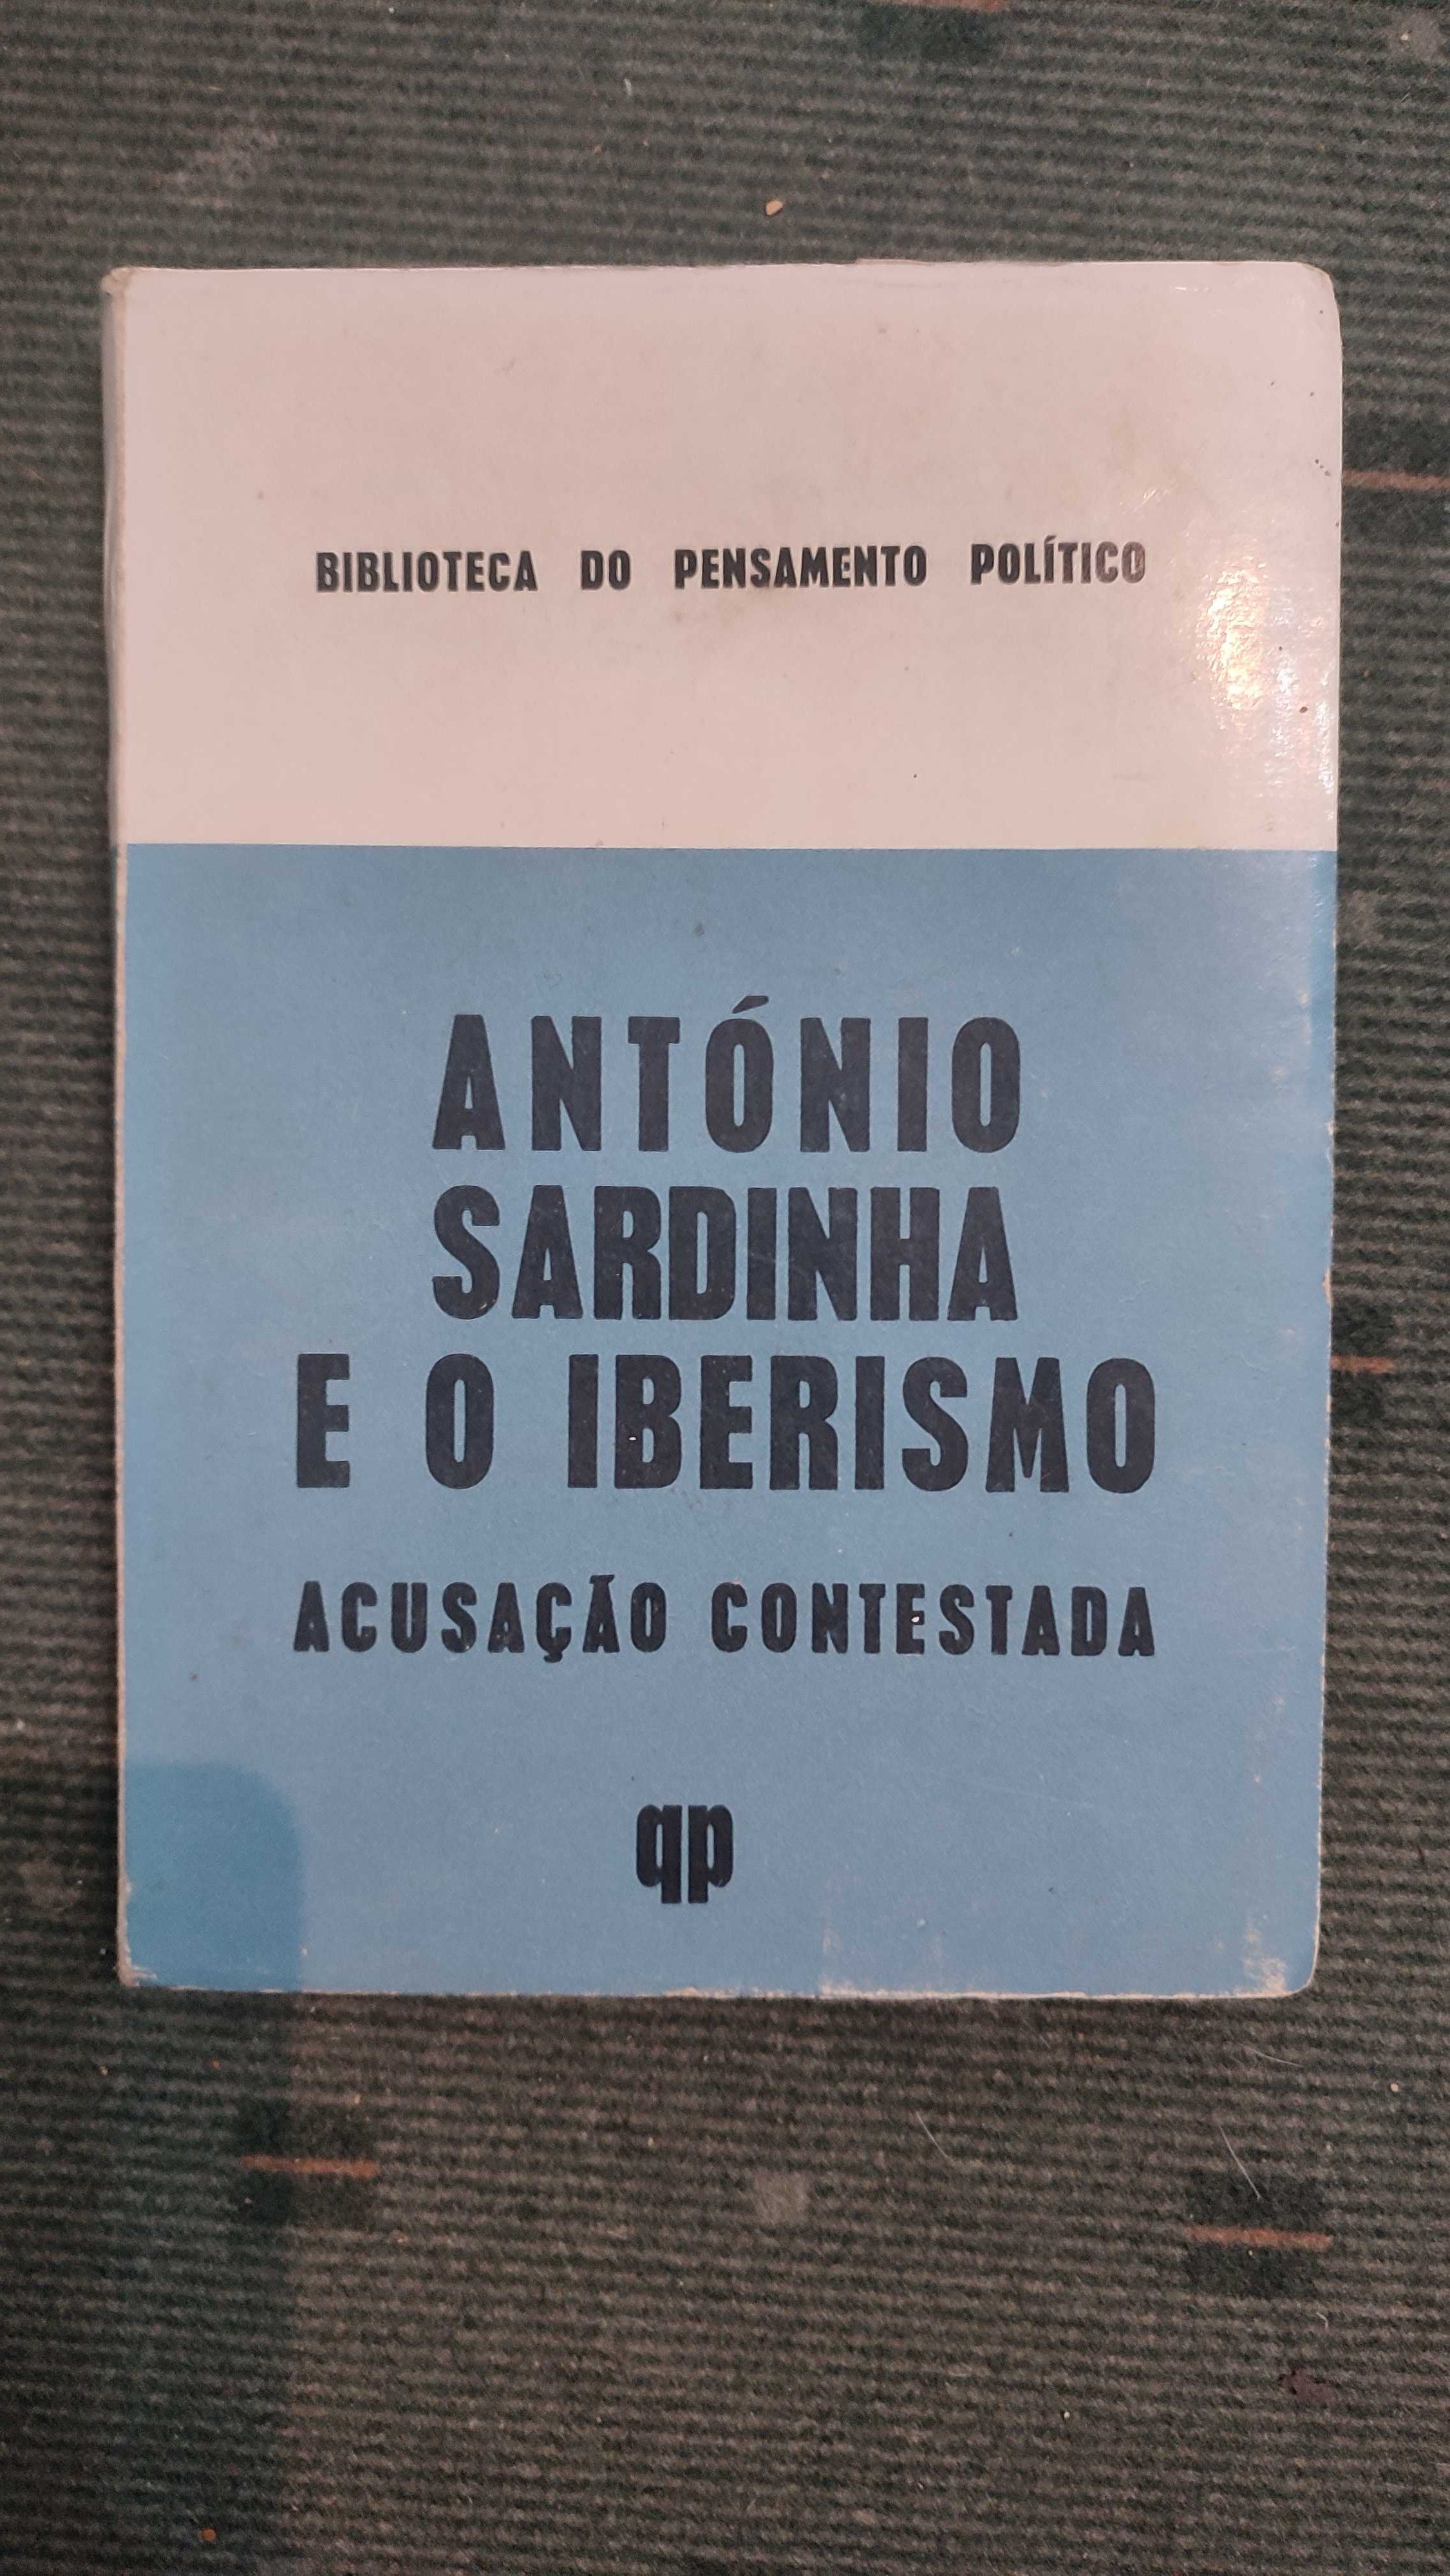 BIBLIOTECA DO PENSAMENTO POLÍTICO
ANTÓNIO
SARDINHA
E O IBERISMO
ACUSAÇÃO CONTESTADA
qp